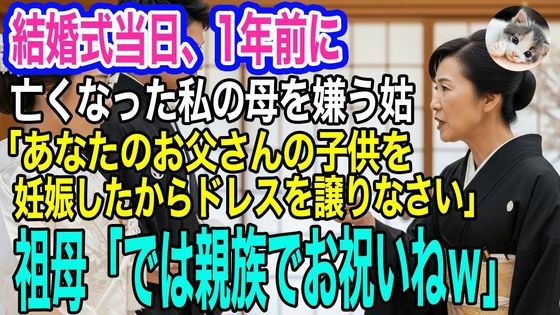 結婚式当日、1年前に
亡くなった私の母を嫌う姑
「あなたのお父さんの子供を
妊娠したからドレスを譲りなさい」
祖母「では親族でお祝いねw」